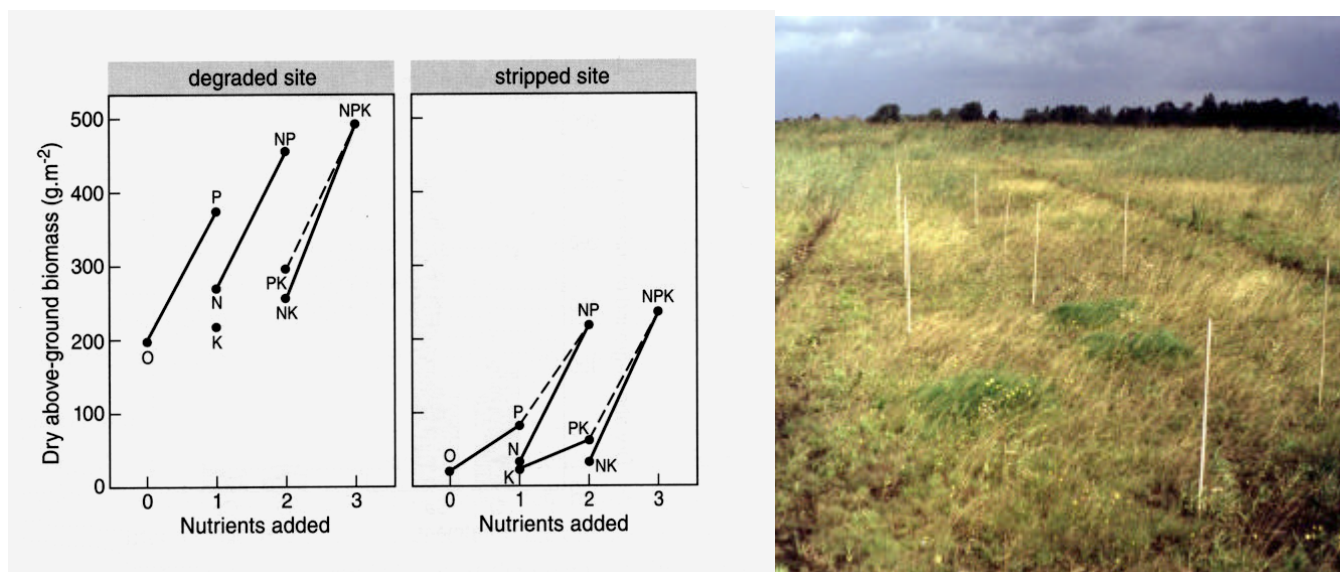 degraded site
stripped site
Dry above-ground biomass (g.m-2)
500
400
300
200
100
0
O
P
N
K
NP
PK
NK
NPK
0 1 2 3
Nutrients added
O
P
N
K
NP
PK
NK
NPK
0 1 2 3
Nutrients added